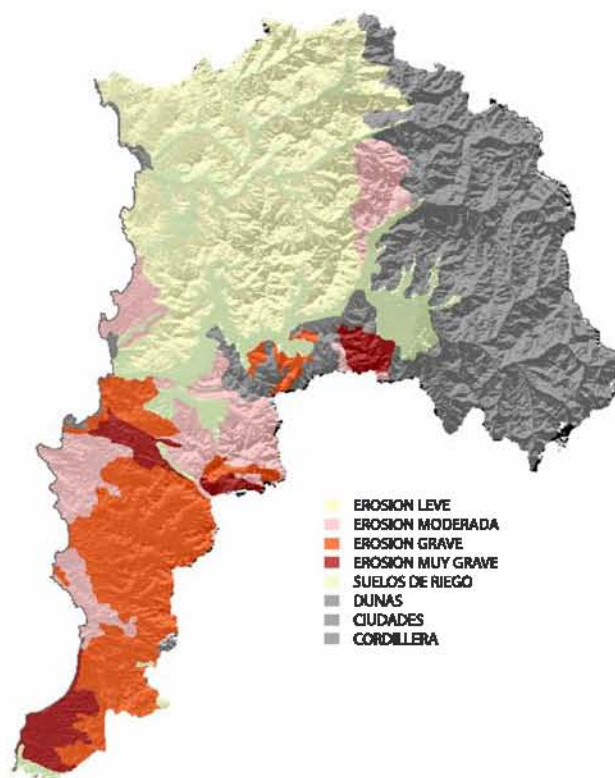 EROSION LEVE
EROSION MODERADA
EROSION GRAVE
EROSION MUY GRAVE
SUELOS DE RIEGO
DUNAS
CIUDADES
CORDILLERA